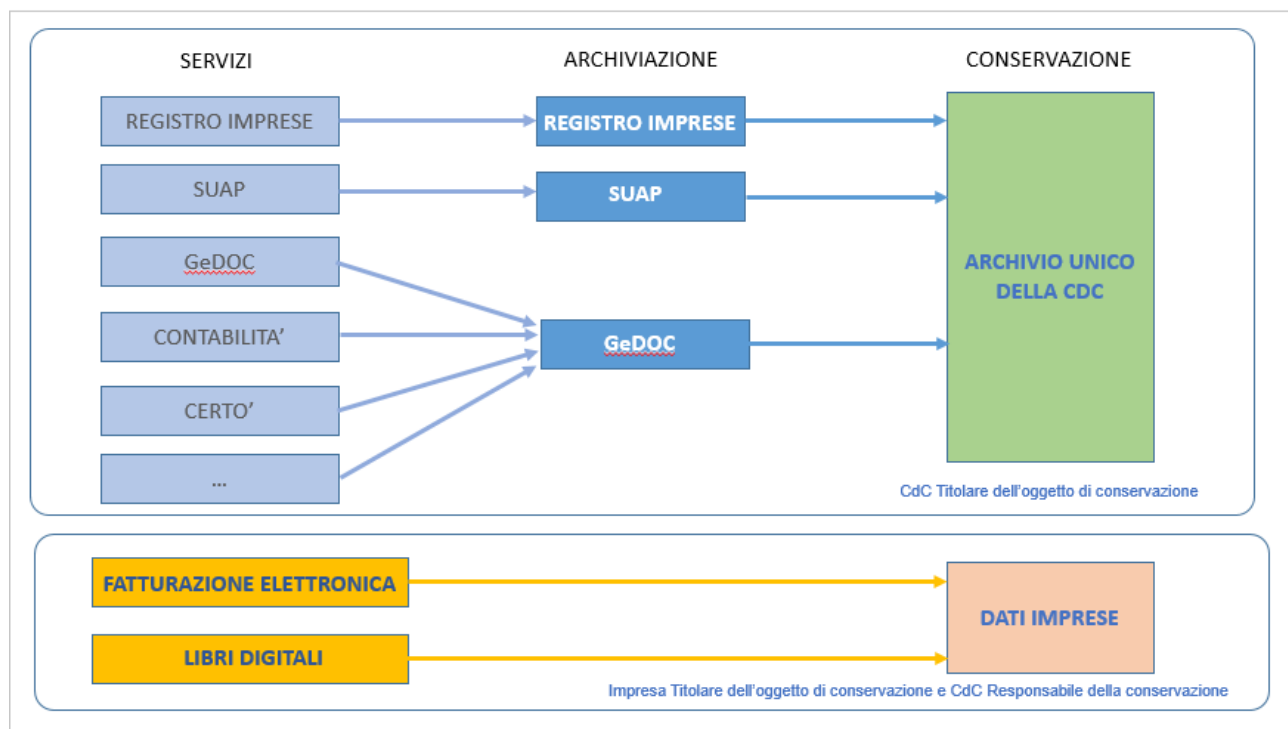 SERVIZI
ARCHIVIAZIONE
CONSERVAZIONE
REGISTRO IMPRESE
REGISTRO IMPRESE
SUAP
SUAP
GeDOC
ARCHIVIO UNICO
DELLA CDC
CONTABILITA’
GeDOC
CERTO’
...
CdC Titolare dell’oggetto di conservazione
FATTURAZIONE ELETTRONICA
DATI IMPRESE
LIBRI DIGITALI
Impresa Titolare dell’oggetto di conservazione e CdC Responsabile della conservazione